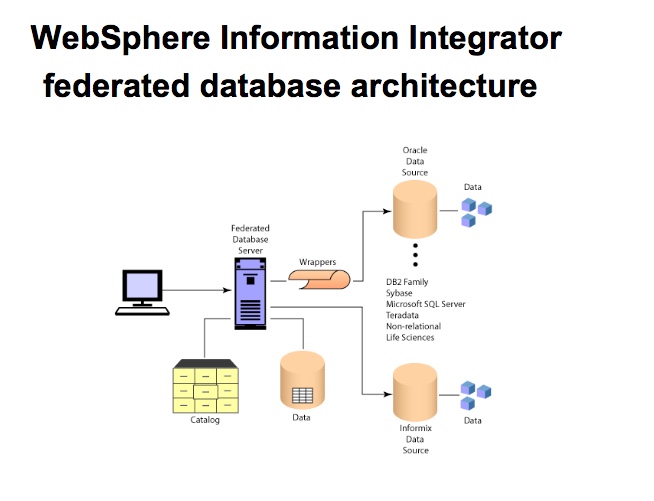 WebSphere Information Integrator
federated database architecture
Oracle
Data
Source
Data
Federated
Database
Server
Wrappers
DB2 Family
Sybase
Microsoft SQL Server
Teradata
Non-relational
Life Sciences
Catalog
Data
Informix
Data
Source
Data